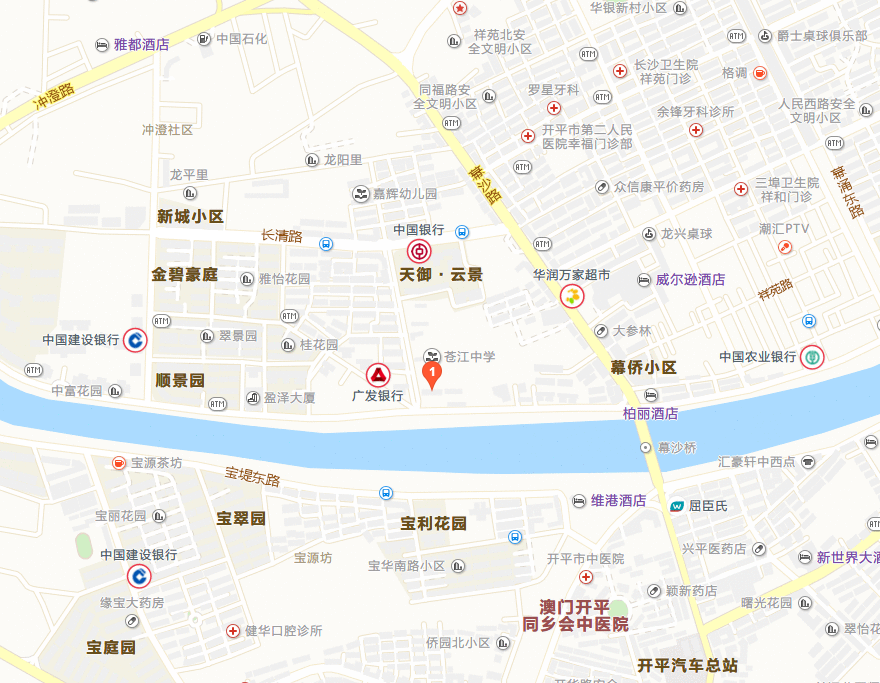 华银新村小区
祥苑北安
全文明小区
ATM
爵士桌球俱乐部
雅都酒店
中国石化
ATM
长沙卫生院
祥苑门诊
格调
冲澄路
同福路安
全文明小区
罗星牙科
ATM
人民西路安全
文明小区
余锋牙科诊所
ATM
冲澄社区
开平市第二人民
医院幸福门诊部
ATM
龙阳里
ATM
龙平里
幕沙路
嘉辉幼儿园
众信康平价药房
三埠卫生院
祥和门诊
幕涌东路
新城小区
长清路
中国银行
ATM
龙兴桌球
潮汇PTV
金碧豪庭
雅怡花园
天御·云景
华润万家超市
威尔逊酒店
祥苑路
ATM
ATM
中国建设银行
翠景园
桂花园
大参林
苍江中学
中国农业银行
ATM
1
幕侨小区
顺景园
中富花园
ATM
盈泽大厦
广发银行
柏丽酒店
幕沙桥
宝源茶坊
汇豪轩中西点
宝堤东路
维港酒店
屈臣氏
宝丽花园
宝翠园
宝利花园
ATM
中国建设银行
宝源坊
宝华南路小区
开平市中医院
兴平医药店
新世界大酒
缘宝大药房
颖新药店
曙光花园
澳门开平
同乡会中医院
健华口腔诊所
宝庭园
侨园北小区
翠怡花
开平汽车总站